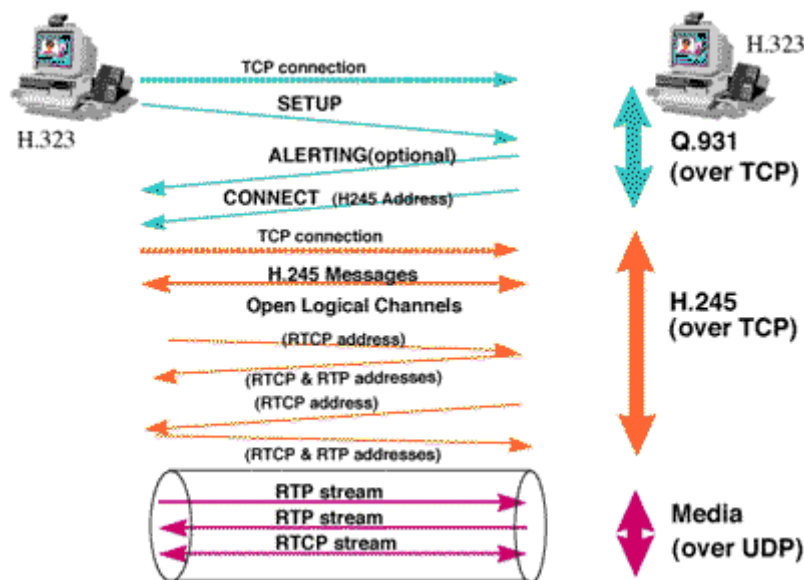 H.323
H.323
TCP connection
SETUP
ALERTING(optional)
CONNECT (H245 Address)
Q.931
(over TCP)
TCP connection
H.245 Messages
Open Logical Channels
(RTCP address)
(RTCP & RTP addresses)
(RTCP address)
(RTCP & RTP addresses)
H.245
(over TCP)
RTP stream
RTP stream
RTCP stream
Media
(over UDP)